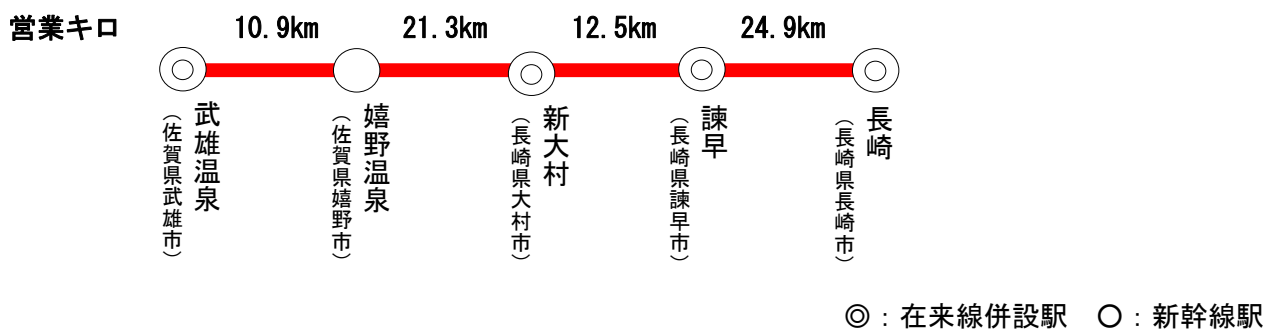 営業キロ 10.9km 21.3km 12.5km 24.9km
武雄温泉
（佐賀県武雄市）
嬉野温泉
（佐賀県嬉野市）
新大村
（長崎県大村市）
諫早
（長崎県諫早市）
長崎
（長崎県長崎市）
◎：在来線併設駅 ○：新幹線駅